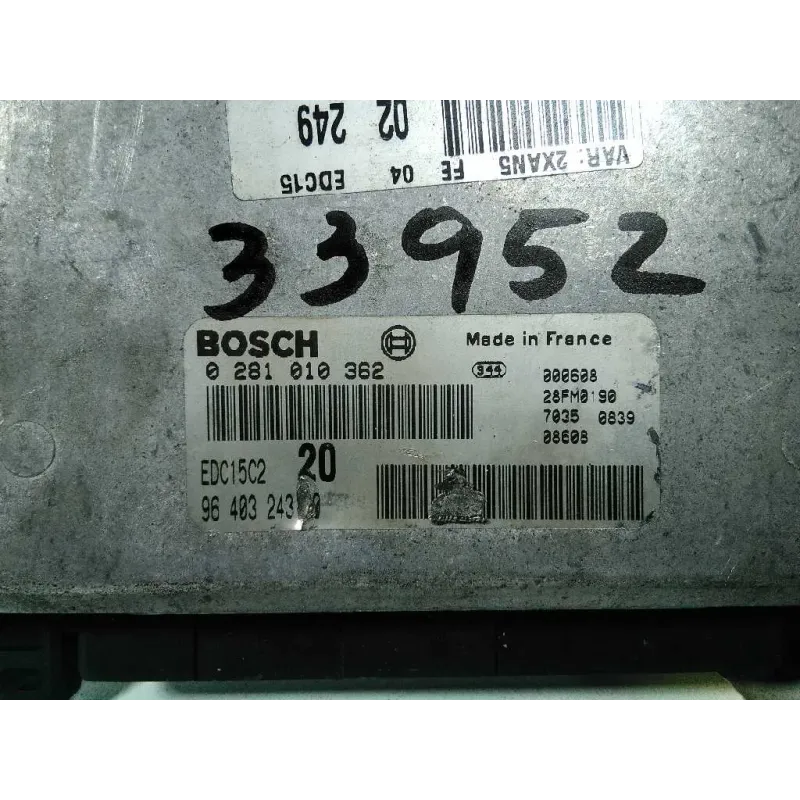 VAR: 2XAN5
FE 04 EDC15
02 249
33952
BOSCH
Made in France
0 281 010 362
344
000608
28FM0190
7035 0839
08608
EDC15C2
20
96 403 243